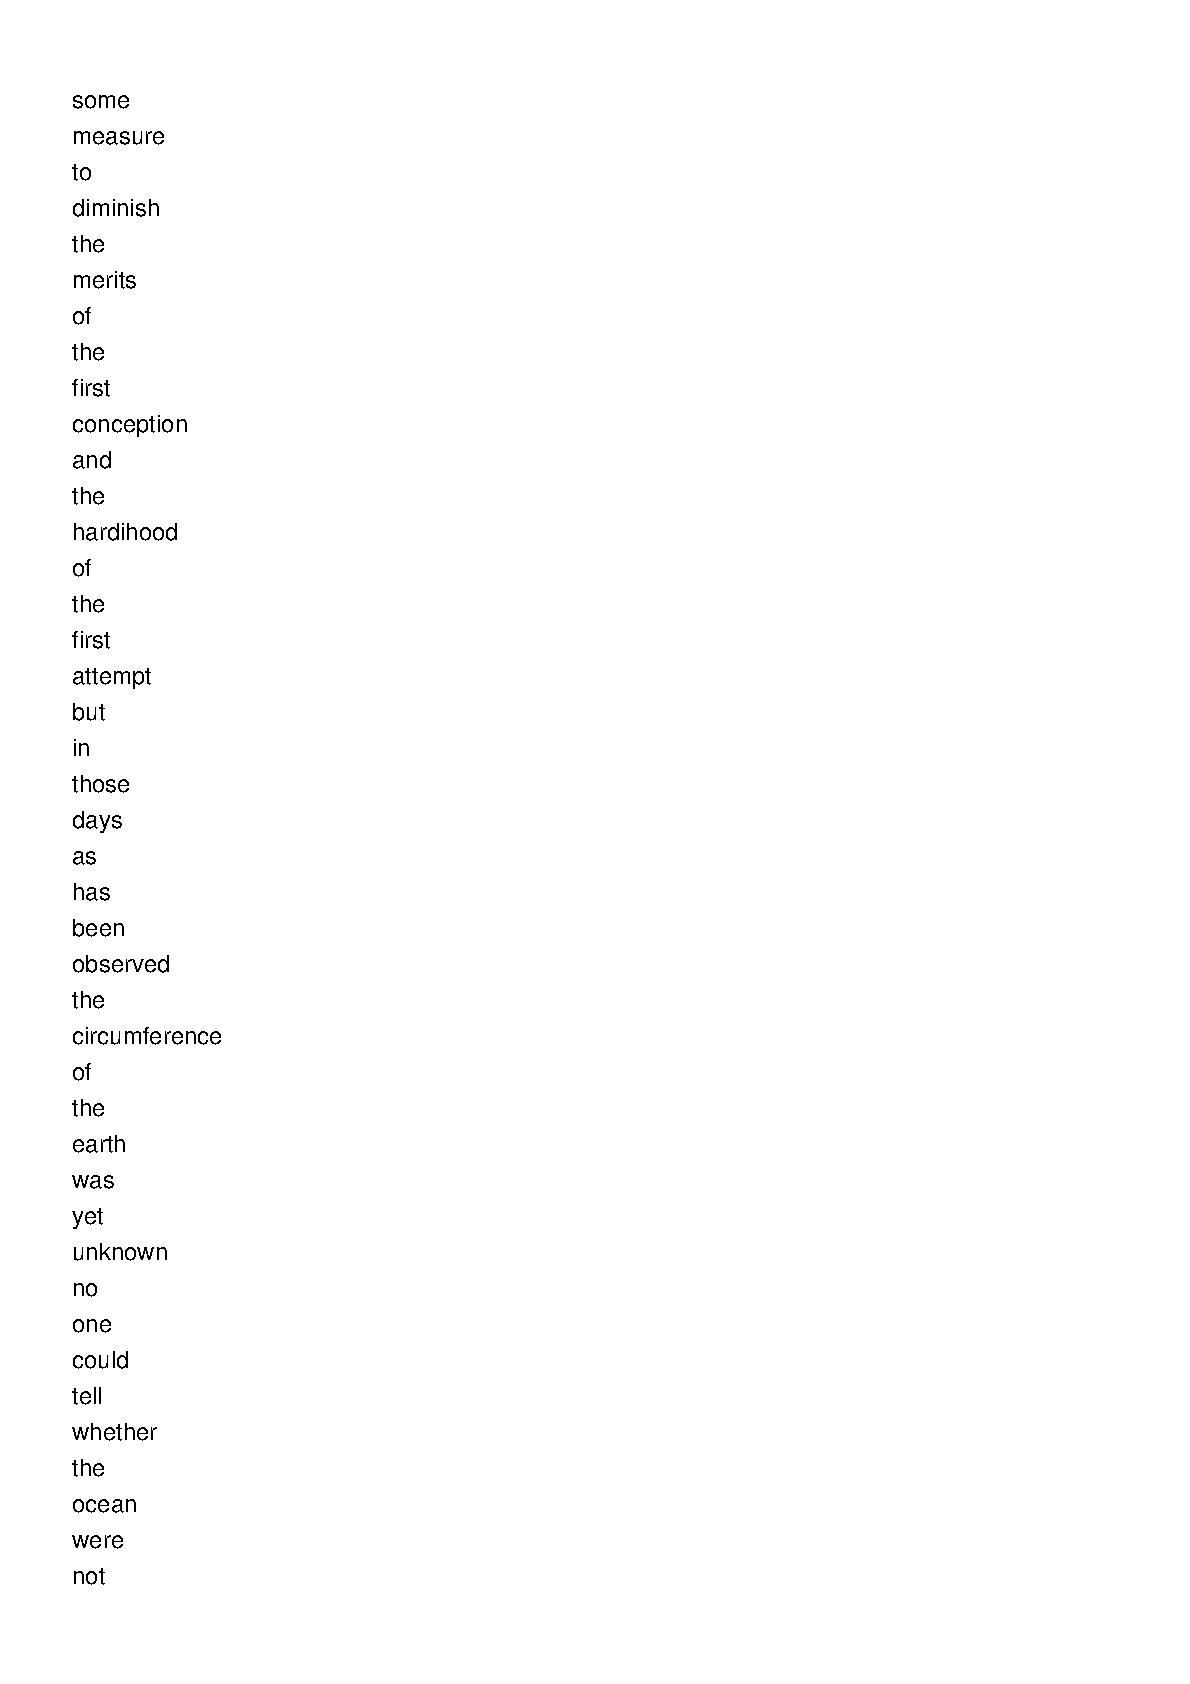 some
measure
to
diminish
the
merits
of
the
first
conception
and
the
hardihood
of
the
first
attempt
but
in
those
days
as
has
been
observed
the
circumference
of
the
earth
was
yet
unknown
no
one
could
tell
whether
the
ocean
were
not